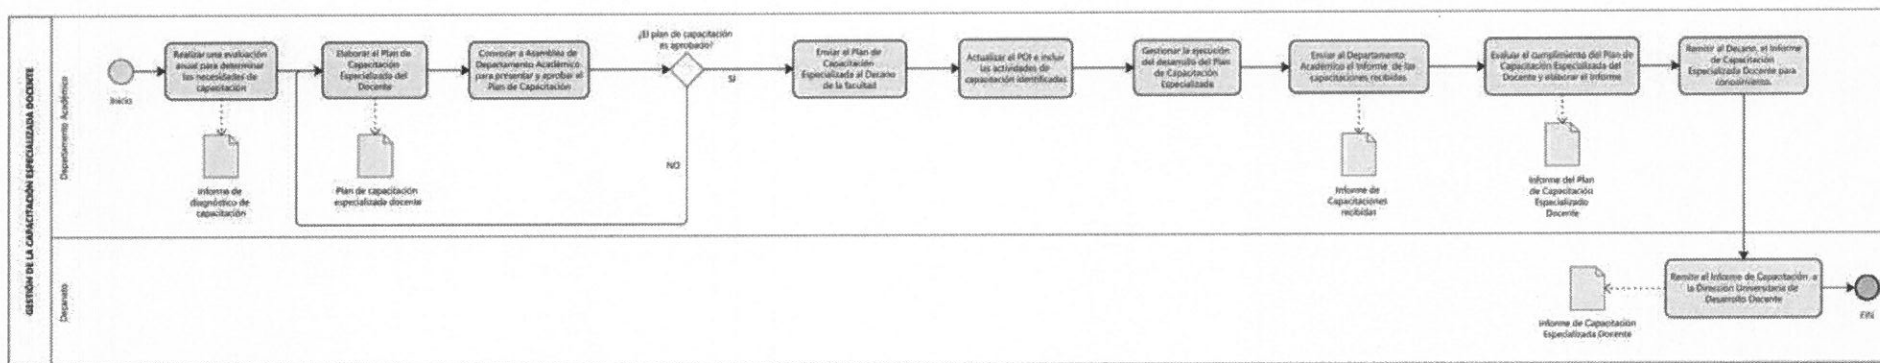 GESTIÓN DE LA CAPACITACIÓN ESPECIALIZADA DOCENTE
Departamento Académico
Inicio
Realizar una evaluación
anual para determinar
las necesidades de
capacitación
Informe de
diagnóstico de
capacitación
Elaborar el Plan de
Capacitación
Especializada del
Docente
Plan de capacitación
especializada docente
Convocar a Asamblea de
Departamento Académico
para presentar y aprobar el
Plan de Capacitación
¿El plan de capacitación
es aprobado?
SI
NO
Enviar el Plan de
Capacitación
Especializada al Decano
de la facultad
Actualizar el POI e incluir
las actividades de
capacitación identificadas
Gestionar la ejecución
del desarrollo del Plan
de Capacitación
Especializada
Enviar al Departamento
Académico el Informe de las
capacitaciones recibidas
Informe de
Capacitaciones
recibidas
Evaluar el cumplimiento del Plan de
Capacitación Especializada del
Docente y elaborar el Informe
Informe del Plan
de Capacitación
Especializado
Docente
Remitir al Decano, el Informe
de Capacitación
Especializada Docente para
conocimiento.
Decanato
Remitir el Informe de Capacitación, a
la Dirección Universitaria de
Desarrollo Docente
Informe de Capacitación
Especializada Docente
FIN